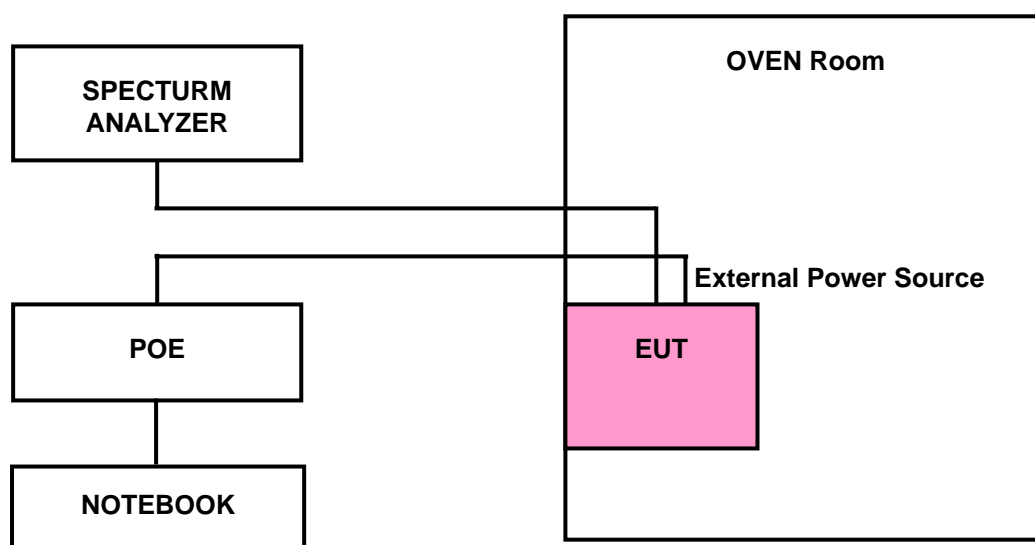 SPECTURM
ANALYZER
OVEN Room
External Power Source
POE
EUT
NOTEBOOK